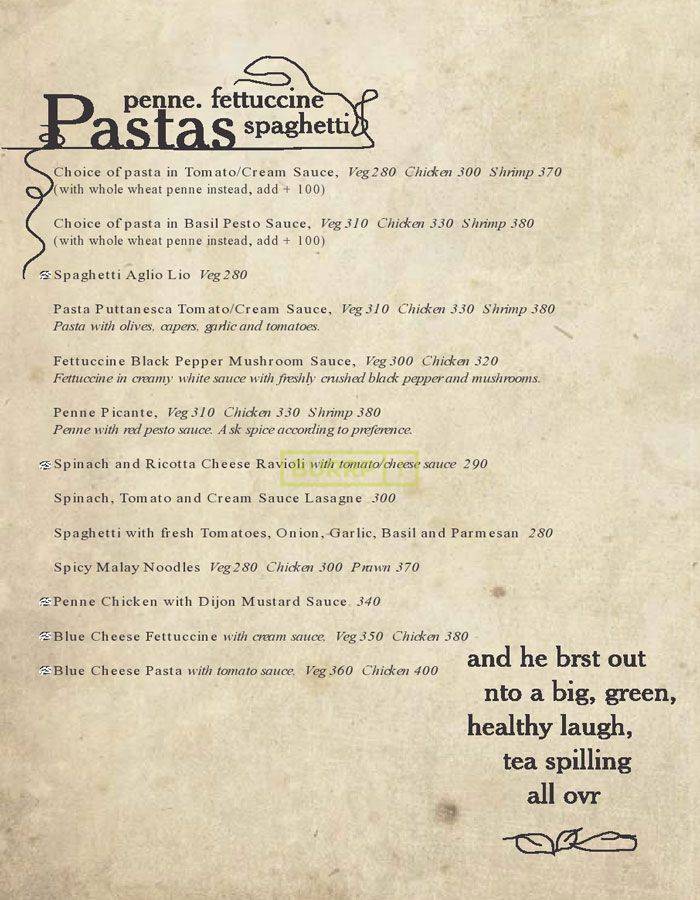 penne. fettuccine
Pastas spaghetti
Choice of pasta in Tomato/Cream Sauce, Veg 280 Chicken 300 Shrimp 370
(with whole wheat penne instead, add + 100)
Choice of pasta in Basil Pesto Sauce, Veg 310 Chicken 330 Shrimp 380
(with whole wheat penne instead, add + 100)
Spaghetti Aglio Lio Veg 280
Pasta Puttanesca Tomato/Cream Sauce, Veg 310 Chicken 330 Shrimp 380
Pasta with olives, capers, garlic and tomatoes.
Fettuccine Black Pepper Mushroom Sauce, Veg 300 Chicken 320
Fettuccine in creamy white sauce with freshly crushed black pepper and mushrooms.
Penne Picante, Veg 310 Chicken 330 Shrimp 380
Penne with red pesto sauce. Ask spice according to preference.
Spinach and Ricotta Cheese Ravioli with tomato/cheese sauce 290
Spinach, Tomato and Cream Sauce Lasagne 300
Spaghetti with fresh Tomatoes, Onion, Garlic, Basil and Parmesan 280
Spicy Malay Noodles Veg 280 Chicken 300 Prawn 370
Penne Chicken with Dijon Mustard Sauce 340
Blue Cheese Fettuccine with cream sauce, Veg 350 Chicken 380
Blue Cheese Pasta with tomato sauce, Veg 360 Chicken 400
and he brst out
nto a big, green,
healthy laugh,
tea spilling
all ovr